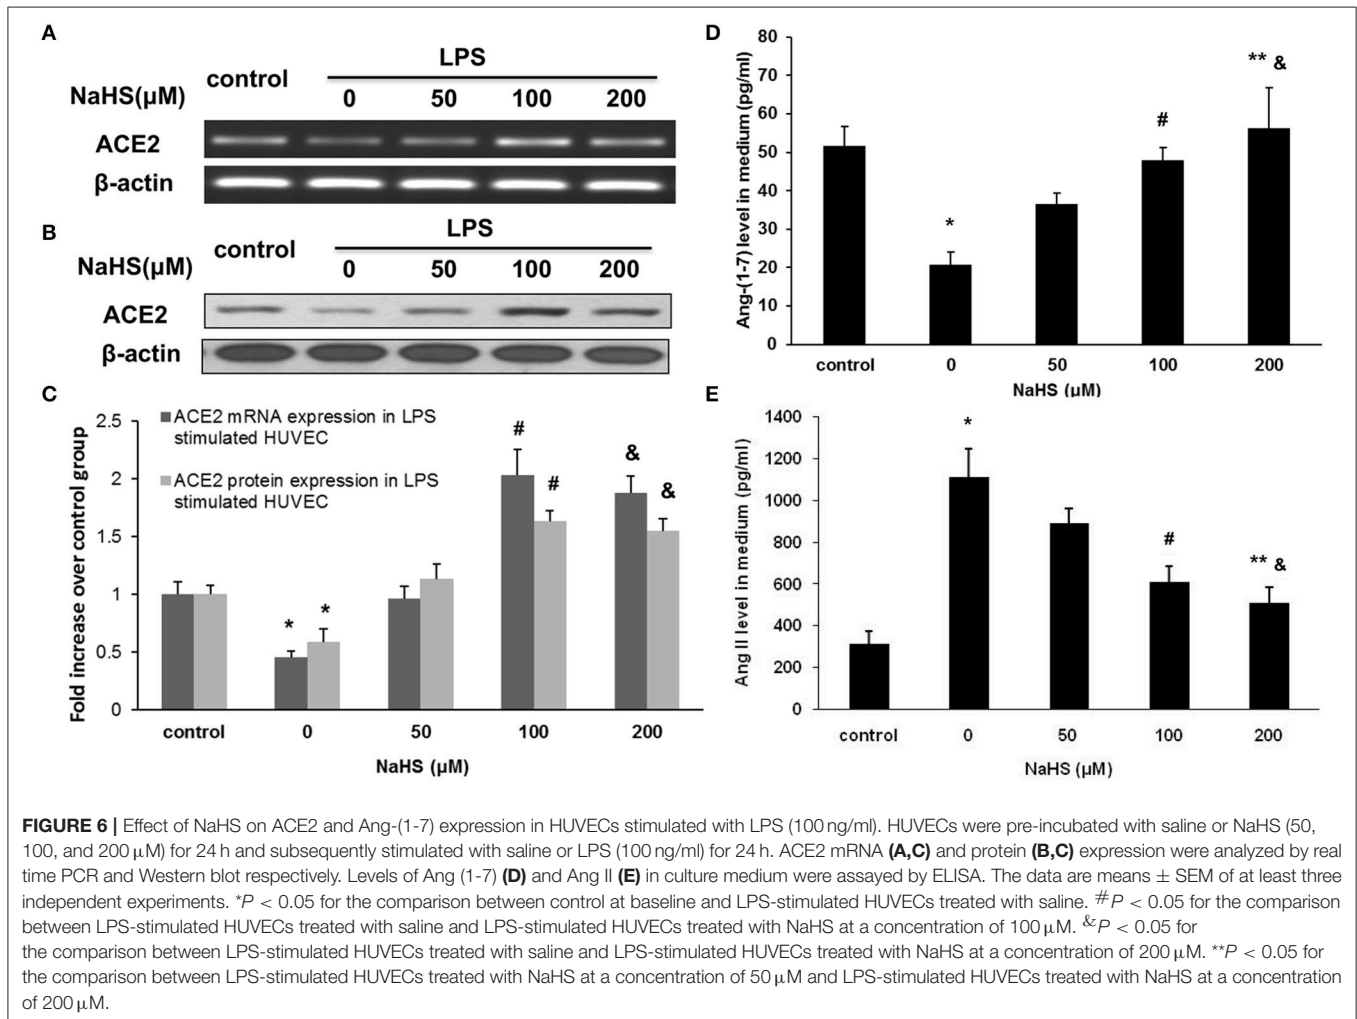 A
LPS
control
NaHS(µM) 0 50 100 200
ACE2
β-actin
B
LPS
control
NaHS(µM) 0 50 100 200
ACE2
β-actin
C
Fold increase over control group
2.5
2
1.5
1
0.5
0
ACE2 mRNA expression in LPS
stimulated HUVEC
ACE2 protein expression in LPS
stimulated HUVEC
* * # # & &
control 0 50 100 200
NaHS (µM)
D
Ang-(1-7) level in medium (pg/ml)
80
70
60
50
40
30
20
10
0
* # ** &
control 0 50 100 200
NaHS (µM)
E
Ang II level in medium (pg/ml)
1400
1200
1000
800
600
400
200
0
* # ** &
control 0 50 100 200
NaHS (µM)
FIGURE 6 | Effect of NaHS on ACE2 and Ang-(1-7) expression in HUVECs stimulated with LPS (100 ng/ml). HUVECs were pre-incubated with saline or NaHS (50,
100, and 200 µM) for 24 h and subsequently stimulated with saline or LPS (100 ng/ml) for 24 h. ACE2 mRNA (A,C) and protein (B,C) expression were analyzed by real
time PCR and Western blot respectively. Levels of Ang (1-7) (D) and Ang II (E) in culture medium were assayed by ELISA. The data are means ± SEM of at least three
independent experiments. *P < 0.05 for the comparison between control at baseline and LPS-stimulated HUVECs treated with saline. #P < 0.05 for the comparison
between LPS-stimulated HUVECs treated with saline and LPS-stimulated HUVECs treated with NaHS at a concentration of 100 µM. &P < 0.05 for
the comparison between LPS-stimulated HUVECs treated with saline and LPS-stimulated HUVECs treated with NaHS at a concentration of 200 µM. **P < 0.05 for
the comparison between LPS-stimulated HUVECs treated with NaHS at a concentration of 50 µM and LPS-stimulated HUVECs treated with NaHS at a concentration
of 200 µM.